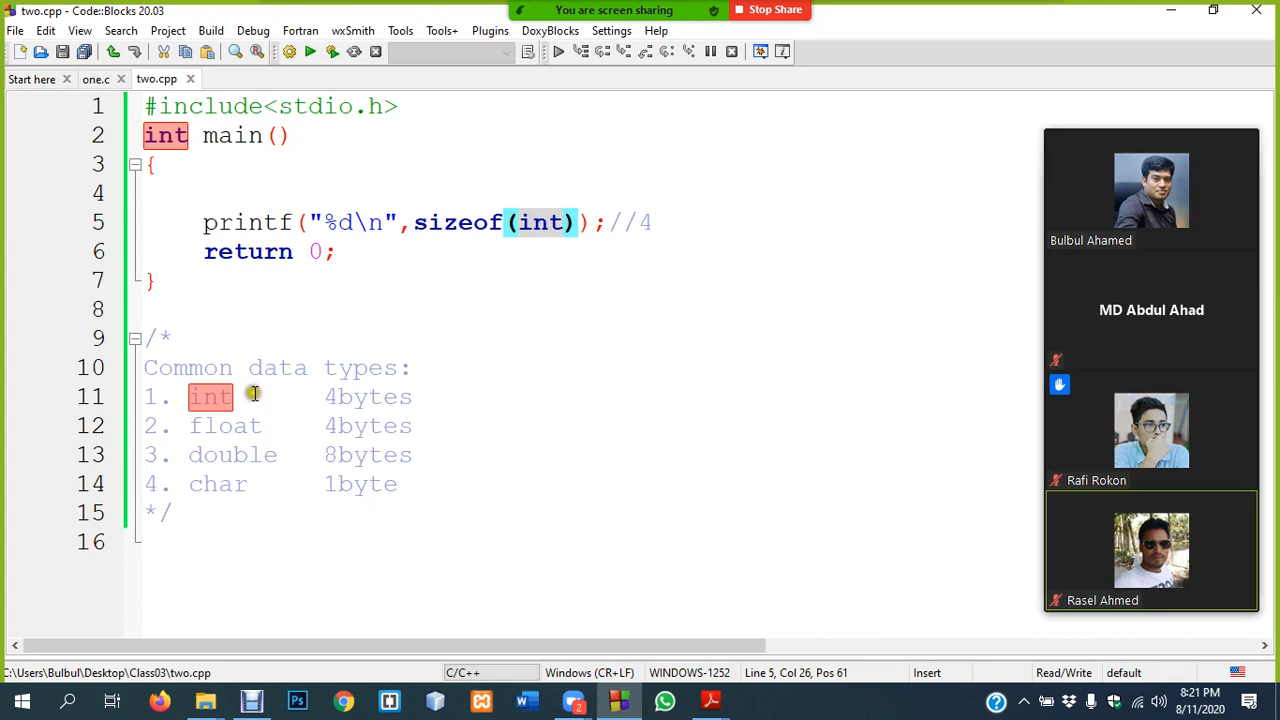 two.cpp - Code::Blocks 20.03
You are screen sharing
Stop Share
File Edit View Search Project Build Debug Fortran wxSmith Tools Tools+ Plugins DoxyBlocks Settings Help
Start here one.c two.cpp
1 #include<stdio.h>
2 int main()
3 {
4
5 printf("%d\n",sizeof(int));//4
6 return 0;
7 }
8
9 /*
10 Common data types:
11 1. int 4bytes
12 2. float 4bytes
13 3. double 8bytes
14 4. char 1byte
15 */
16
Bulbul Ahamed
MD Abdul Ahad
Rafi Rokon
Rasel Ahmed
C:\Users\Bulbul\Desktop\Class03\two.cpp C/C++ Windows (CR+LF) WINDOWS-1252 Line 5, Col 26, Pos 61 Insert Read/Write default
2
8:21 PM
8/11/2020